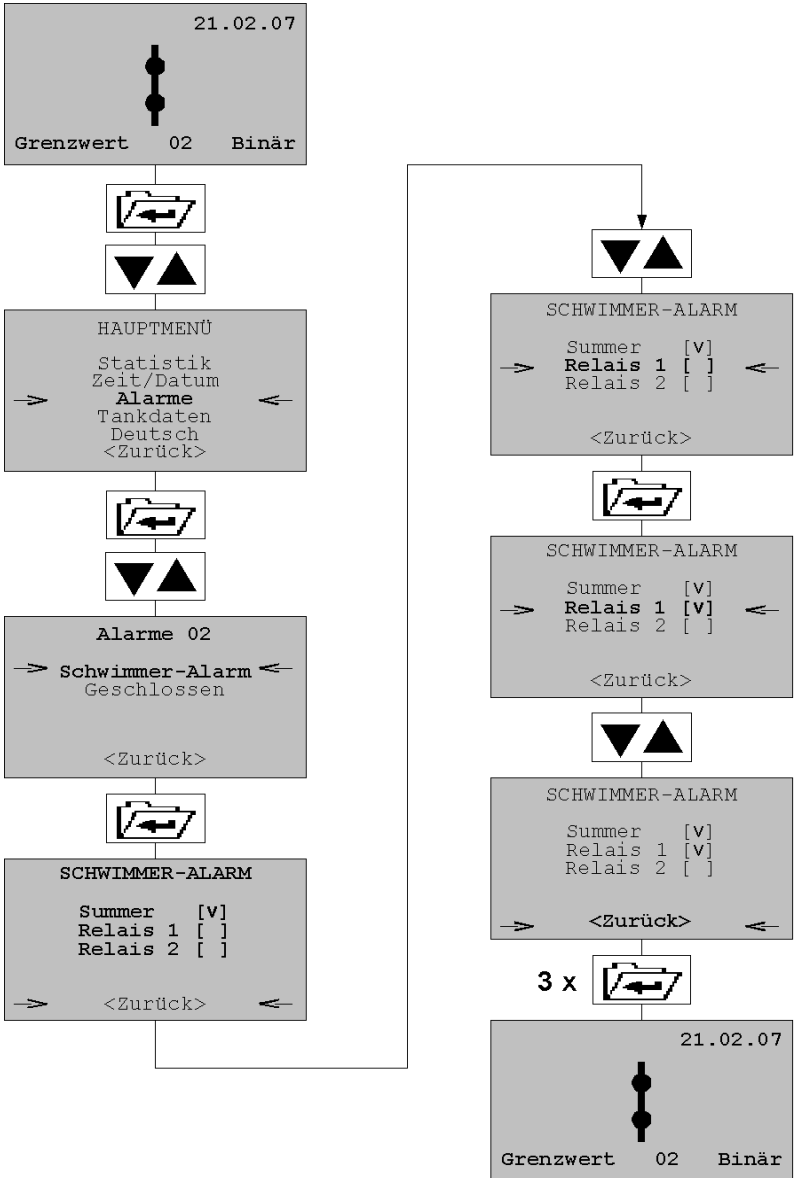 21.02.07
Grenzwert 02 Binär
HAUPTMENÜ
Statistik
Zeit/Datum
Alarme
Tankdaten
Deutsch
<Zurück>
Alarme 02
Schwimmer-Alarm
Geschlossen
<Zurück>
SCHWIMMER-ALARM
Summer [v]
Relais 1 [ ]
Relais 2 [ ]
<Zurück>
SCHWIMMER-ALARM
Summer [v]
Relais 1 [ ]
Relais 2 [ ]
<Zurück>
SCHWIMMER-ALARM
Summer [v]
Relais 1 [v]
Relais 2 [ ]
<Zurück>
SCHWIMMER-ALARM
Summer [v]
Relais 1 [v]
Relais 2 [ ]
<Zurück>
3 x
21.02.07
Grenzwert 02 Binär